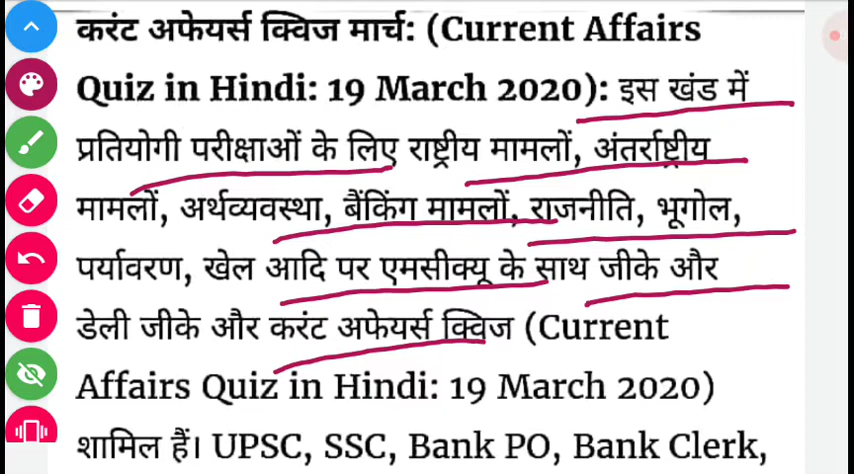 करंट अफेयर्स क्विज मार्च: (Current Affairs
Quiz in Hindi: 19 March 2020): इस खंड में
प्रतियोगी परीक्षाओं के लिए राष्ट्रीय मामलों, अंतर्राष्ट्रीय
मामलों, अर्थव्यवस्था, बैंकिंग मामलों, राजनीति, भूगोल,
पर्यावरण, खेल आदि पर एमसीक्यू के साथ जीके और
डेली जीके और करंट अफेयर्स क्विज (Current
Affairs Quiz in Hindi: 19 March 2020)
शामिल हैं। UPSC, SSC, Bank PO, Bank Clerk,